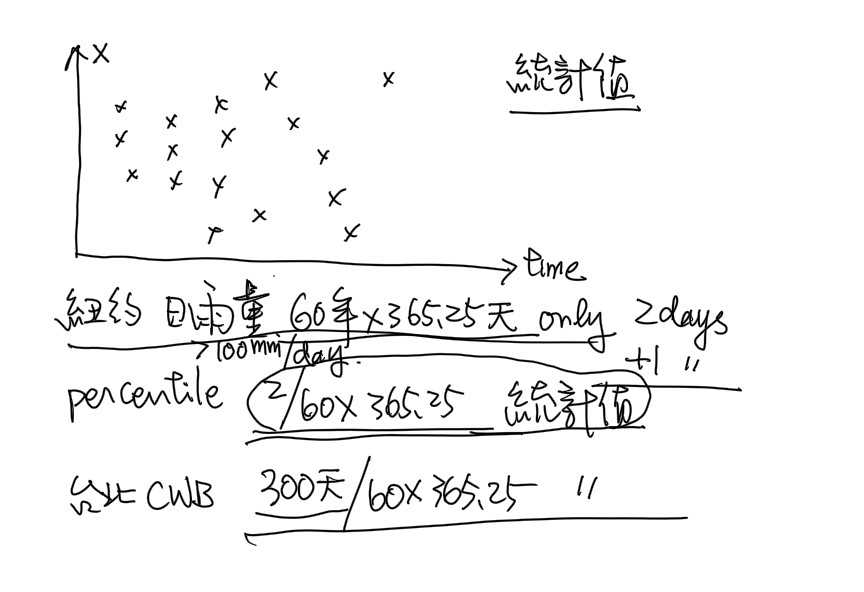 X
統計值
time
紐約 日雨量 60年×365.25天 only 2days
>100mm/day.
+1 "
percentile 2/60×365.25 統計值
台北 CWB 300天/60×365.25 "